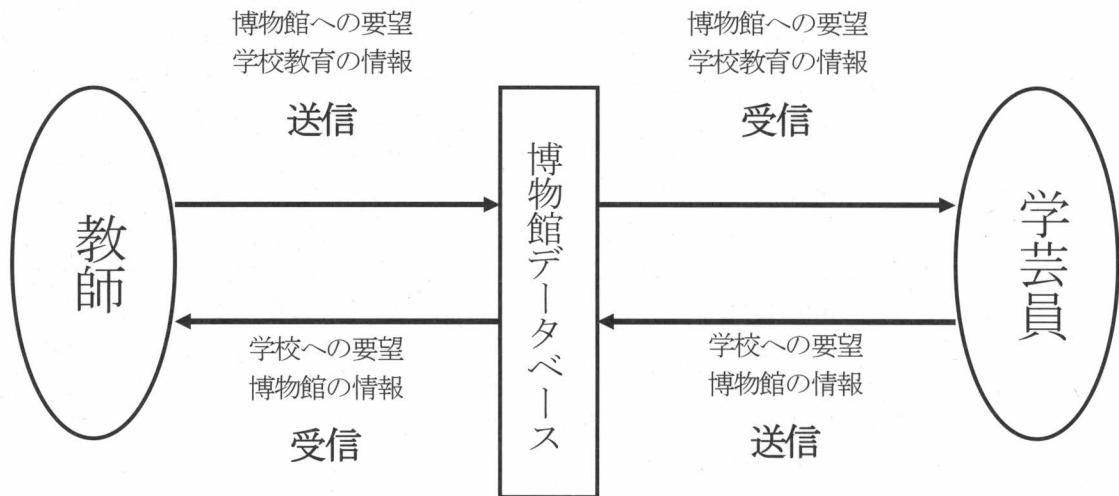 博物館への要望
学校教育の情報
送信
博物館への要望
学校教育の情報
受信
教師
博物館データベース
学芸員
学校への要望
博物館の情報
受信
学校への要望
博物館の情報
送信